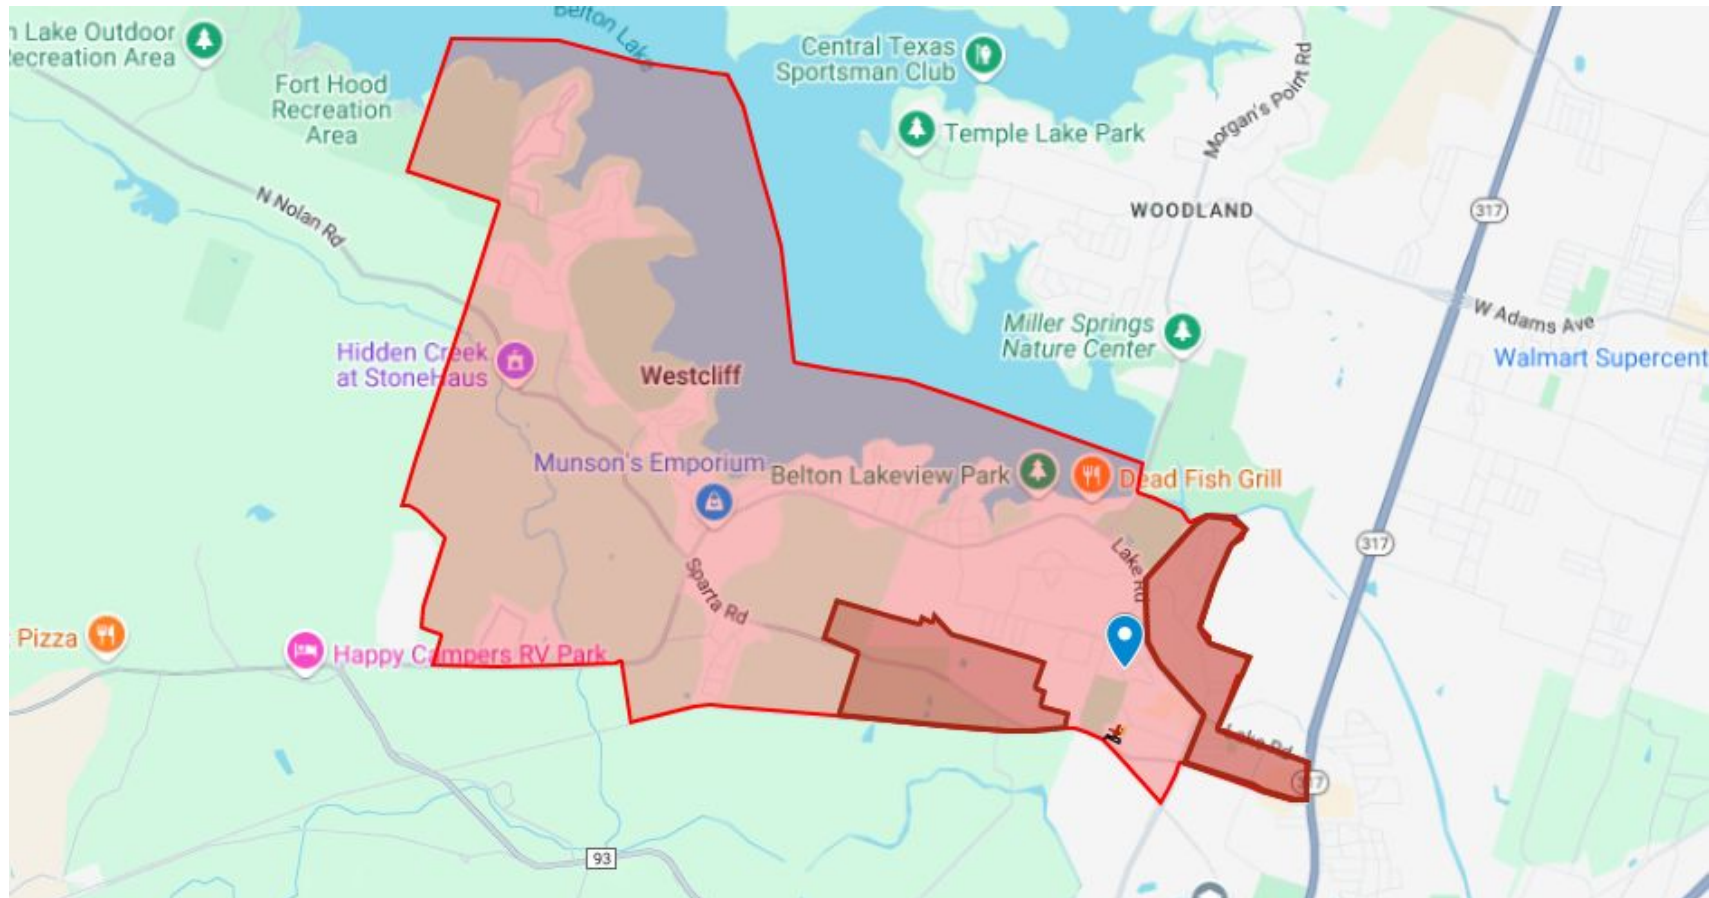 n Lake Outdoor
Recreation Area
Fort Hood
Recreation
Area
Belton Lake
Central Texas
Sportsman Club
Morgan's Point Rd
Temple Lake Park
WOODLAND
317
N Nolan Rd
Miller Springs
Nature Center
W Adams Ave
Walmart Supercent
Hidden Creek
at StoneHaus
Westcliff
Munson's Emporium
Belton Lakeview Park
Dead Fish Grill
317
Lake Rd
Sparta Rd
Pizza
Happy Campers RV Park
Lake Rd
317
93